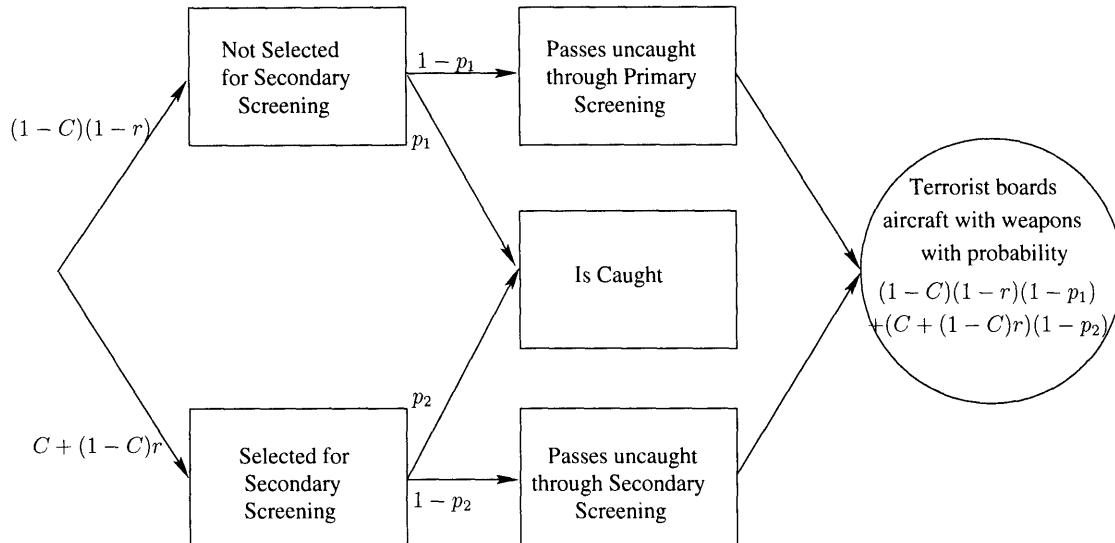 Not Selected
for Secondary
Screening
1 − p₁
Passes uncaught
through Primary
Screening
(1 − C)(1 − r)
p₁
Terrorist boards
aircraft with weapons
with probability
(1 − C)(1 − r)(1 − p₁)
+(C + (1 − C)r)(1 − p₂)
Is Caught
p₂
C + (1 − C)r
Selected for
Secondary
Screening
1 − p₂
Passes uncaught
through Secondary
Screening